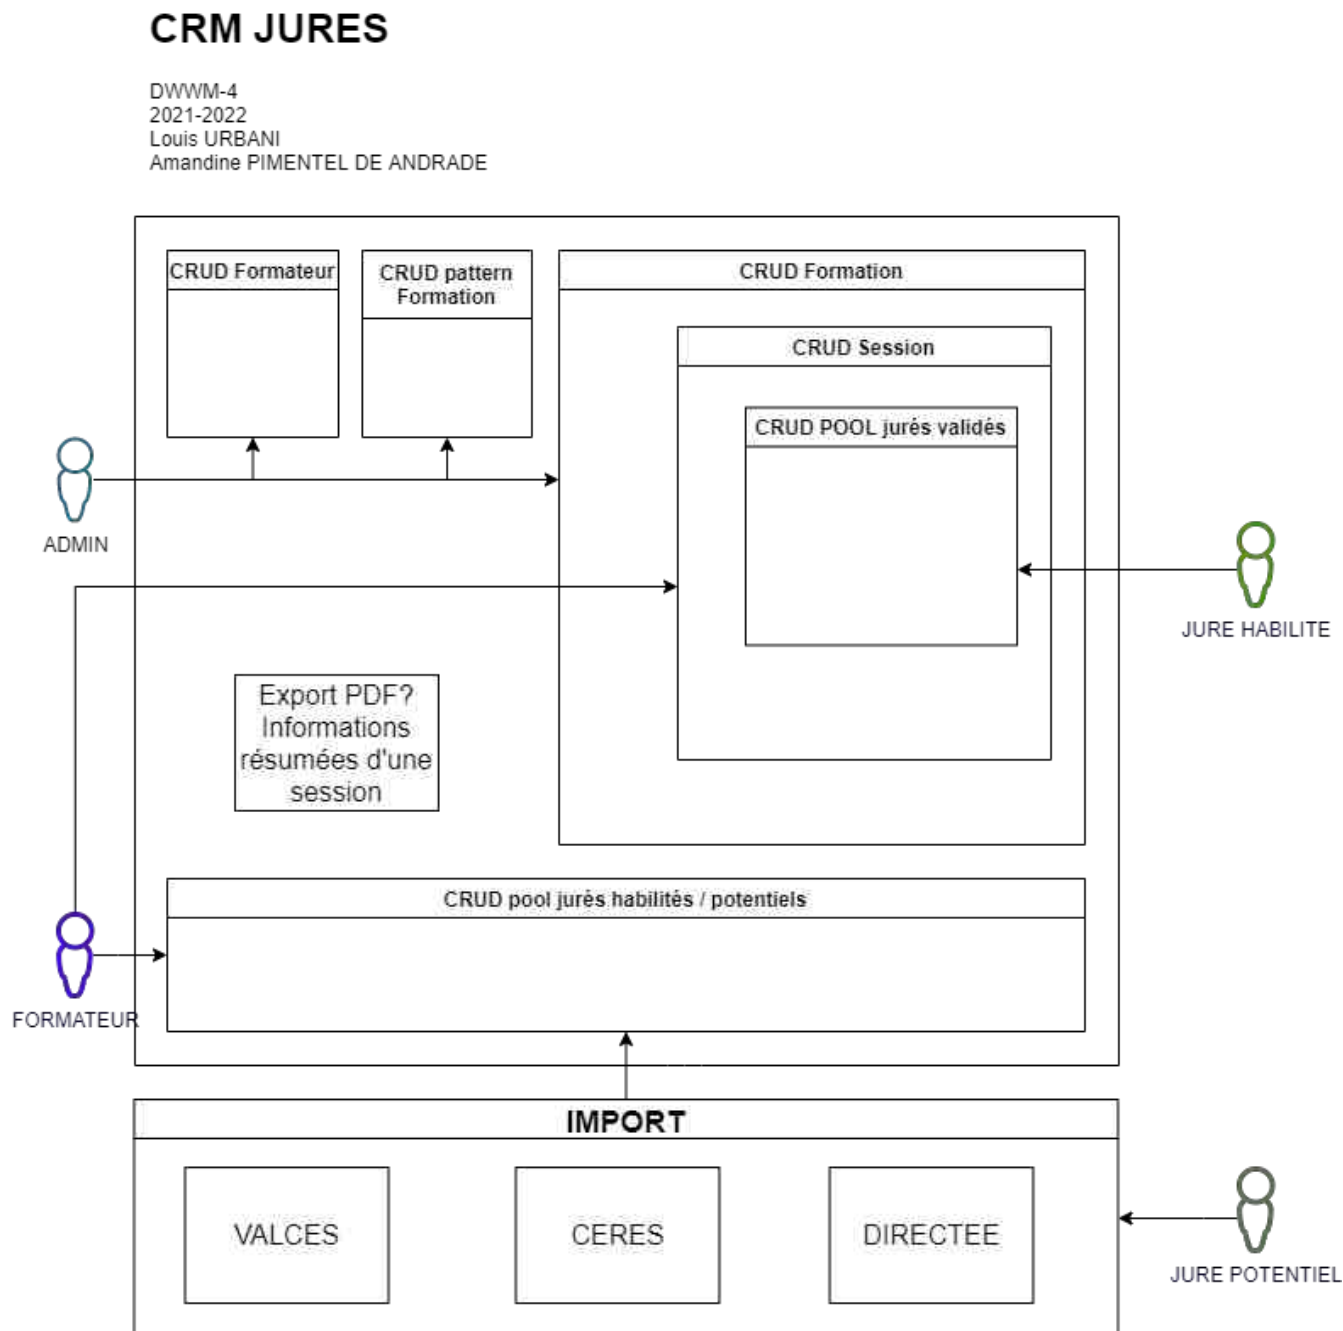 CRM JURES
DWWM-4
2021-2022
Louis URBANI
Amandine PIMENTEL DE ANDRADE
CRUD Formateur
CRUD pattern
Formation
CRUD Formation
CRUD Session
CRUD POOL jurés validés
ADMIN
JURE HABILITE
Export PDF?
Informations
résumées d'une
session
CRUD pool jurés habilités / potentiels
FORMATEUR
IMPORT
VALCES
CERES
DIRECTEE
JURE POTENTIEL